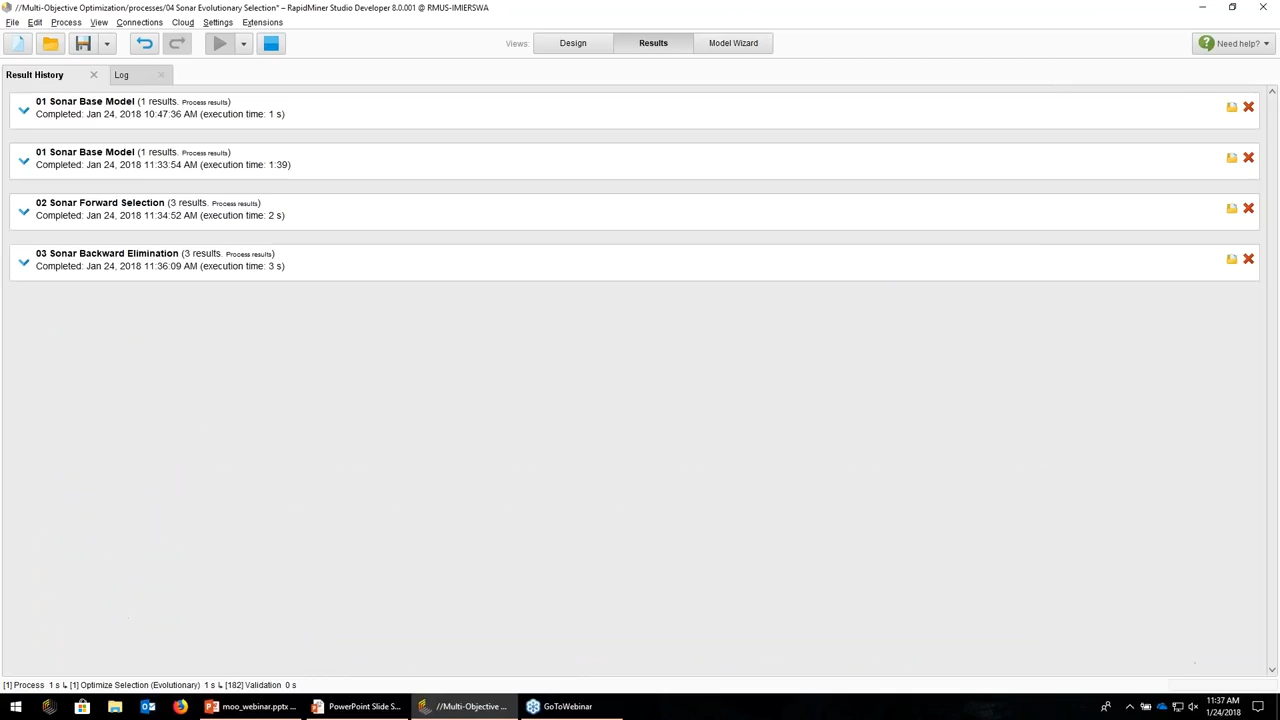 //Multi-Objective Optimization/processes/04 Sonar Evolutionary Selection* – RapidMiner Studio Developer 8.0.001 @ RMUS-IMIERSWA
File Edit Process View Connections Cloud Settings Extensions
Views: Design Results Model Wizard Need help?
Result History Log
01 Sonar Base Model (1 results. Process results)
Completed: Jan 24, 2018 10:47:36 AM (execution time: 1 s)
01 Sonar Base Model (1 results. Process results)
Completed: Jan 24, 2018 11:33:54 AM (execution time: 1:39)
02 Sonar Forward Selection (3 results. Process results)
Completed: Jan 24, 2018 11:34:52 AM (execution time: 2 s)
03 Sonar Backward Elimination (3 results. Process results)
Completed: Jan 24, 2018 11:36:09 AM (execution time: 3 s)
[1] Process 1 s ↳ [1] Optimize Selection (Evolutionary) 1 s ↳ [182] Validation 0 s
moo_webinar.pptx ... PowerPoint Slide S... //Multi-Objective ... GoToWebinar
11:37 AM
1/24/2018